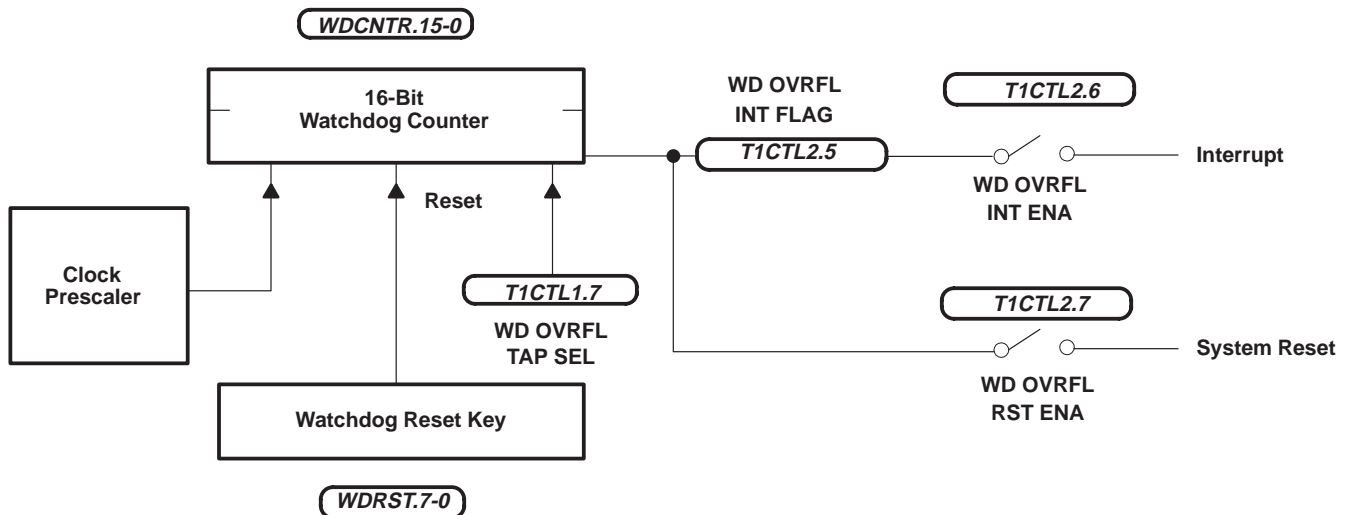 WDCNTR.15-0
16-Bit
Watchdog Counter
WD OVRFL
INT FLAG
T1CTL2.5
T1CTL2.6
Interrupt
WD OVRFL
INT ENA
Reset
Clock
Prescaler
T1CTL1.7
WD OVRFL
TAP SEL
T1CTL2.7
System Reset
WD OVRFL
RST ENA
Watchdog Reset Key
WDRST.7-0